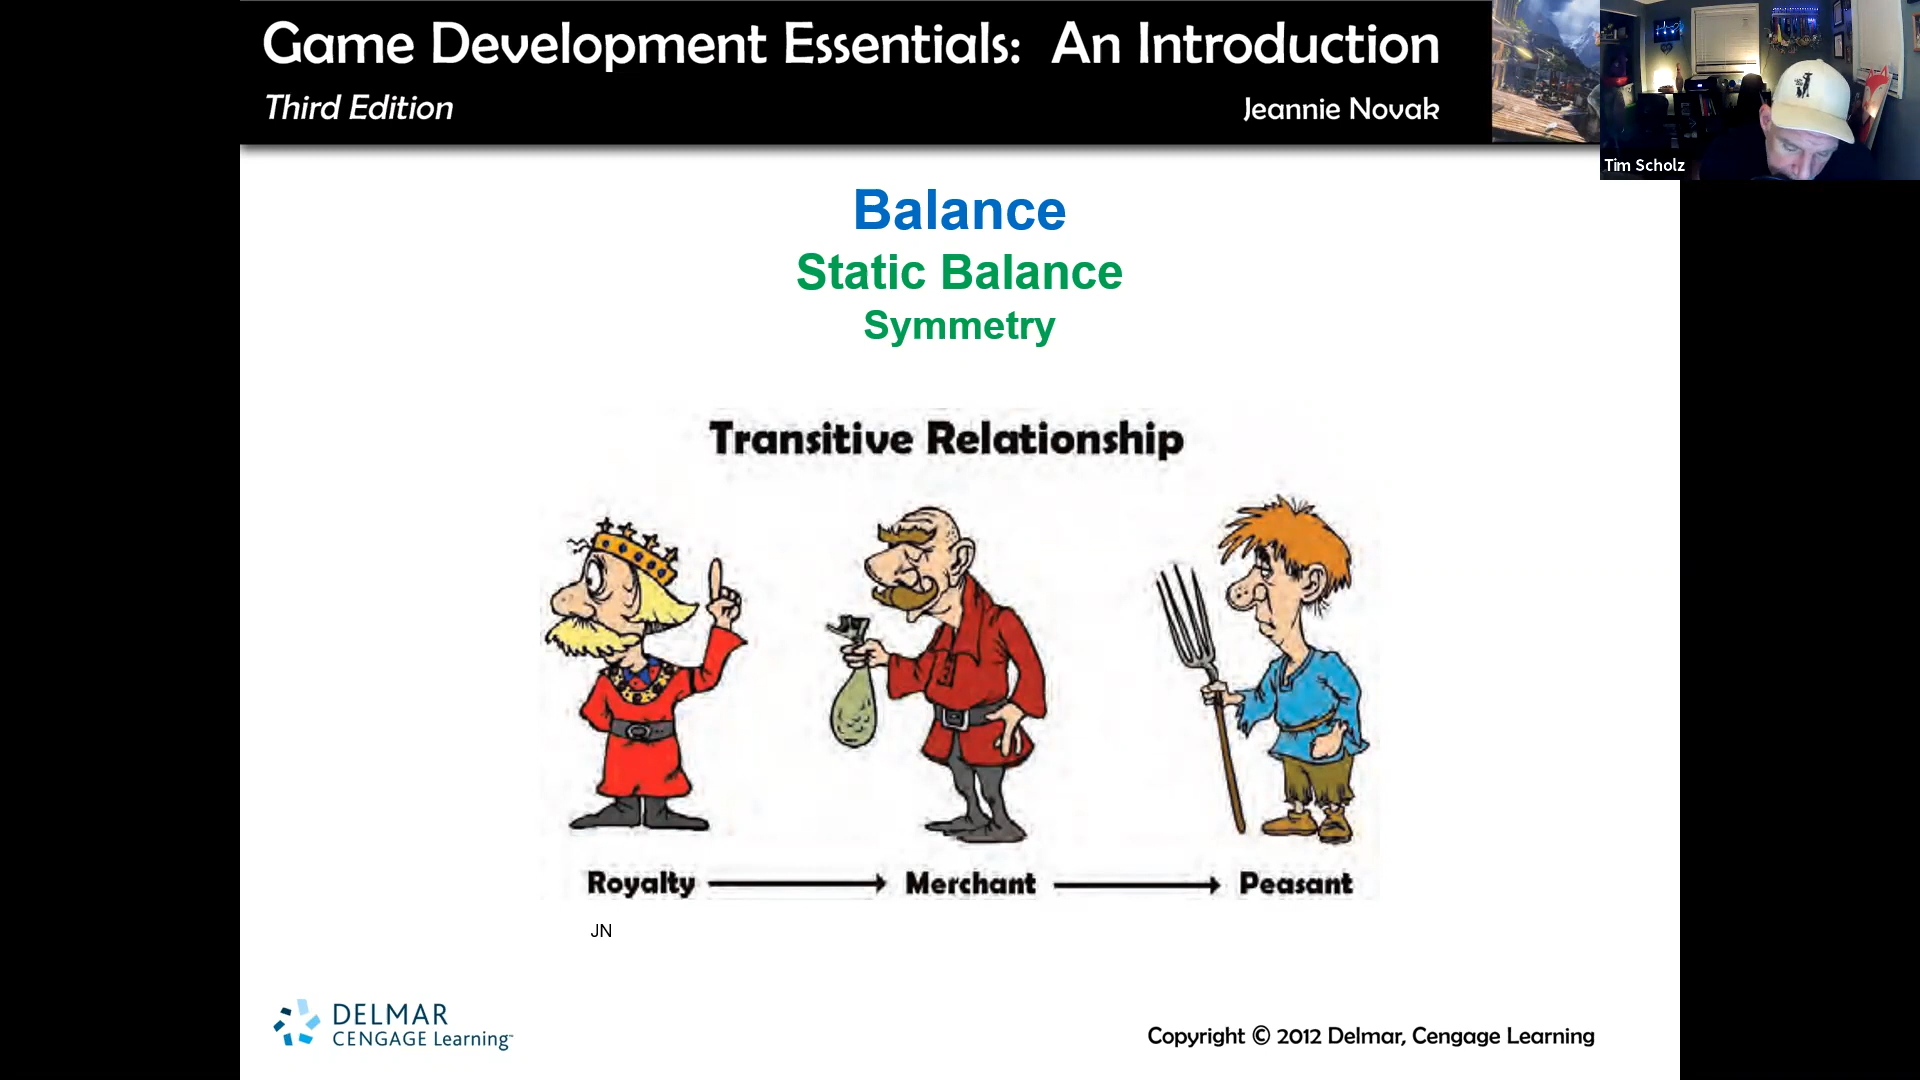 Game Development Essentials: An Introduction
Third Edition
Jeannie Novak
Tim Scholz
Balance
Static Balance
Symmetry
Transitive Relationship
Royalty
Merchant
Peasant
JN
DELMAR
CENGAGE Learning™
Copyright © 2012 Delmar, Cengage Learning